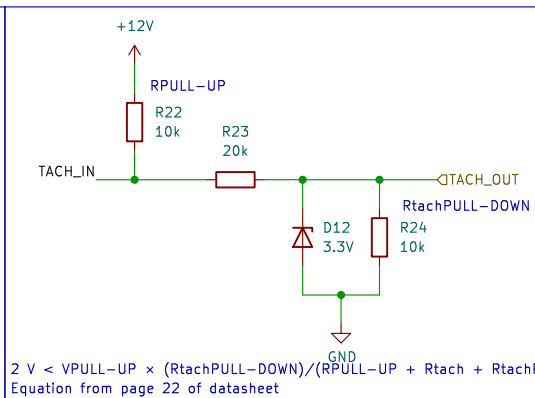 +12V
RPULL-UP
R22
10k
R23
20k
TACH_IN
TACH_OUT
RtachPULL-DOWN
D12
3.3V
R24
10k
GND
2 V < VPULL-UP × (RtachPULL-DOWN)/(RPULL-UP + Rtach +
Equation from page 22 of datasheet